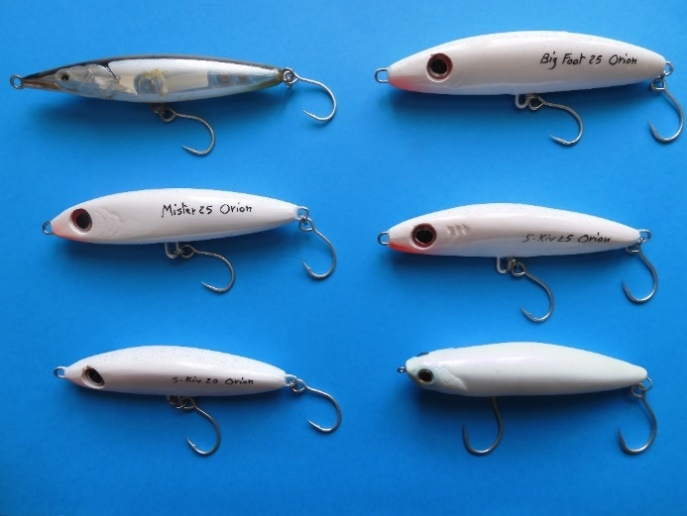 Big Foot 25 Orion
Mister 25 Orion
S-Kiv 25 Orion
S-Kiv 20 Orion